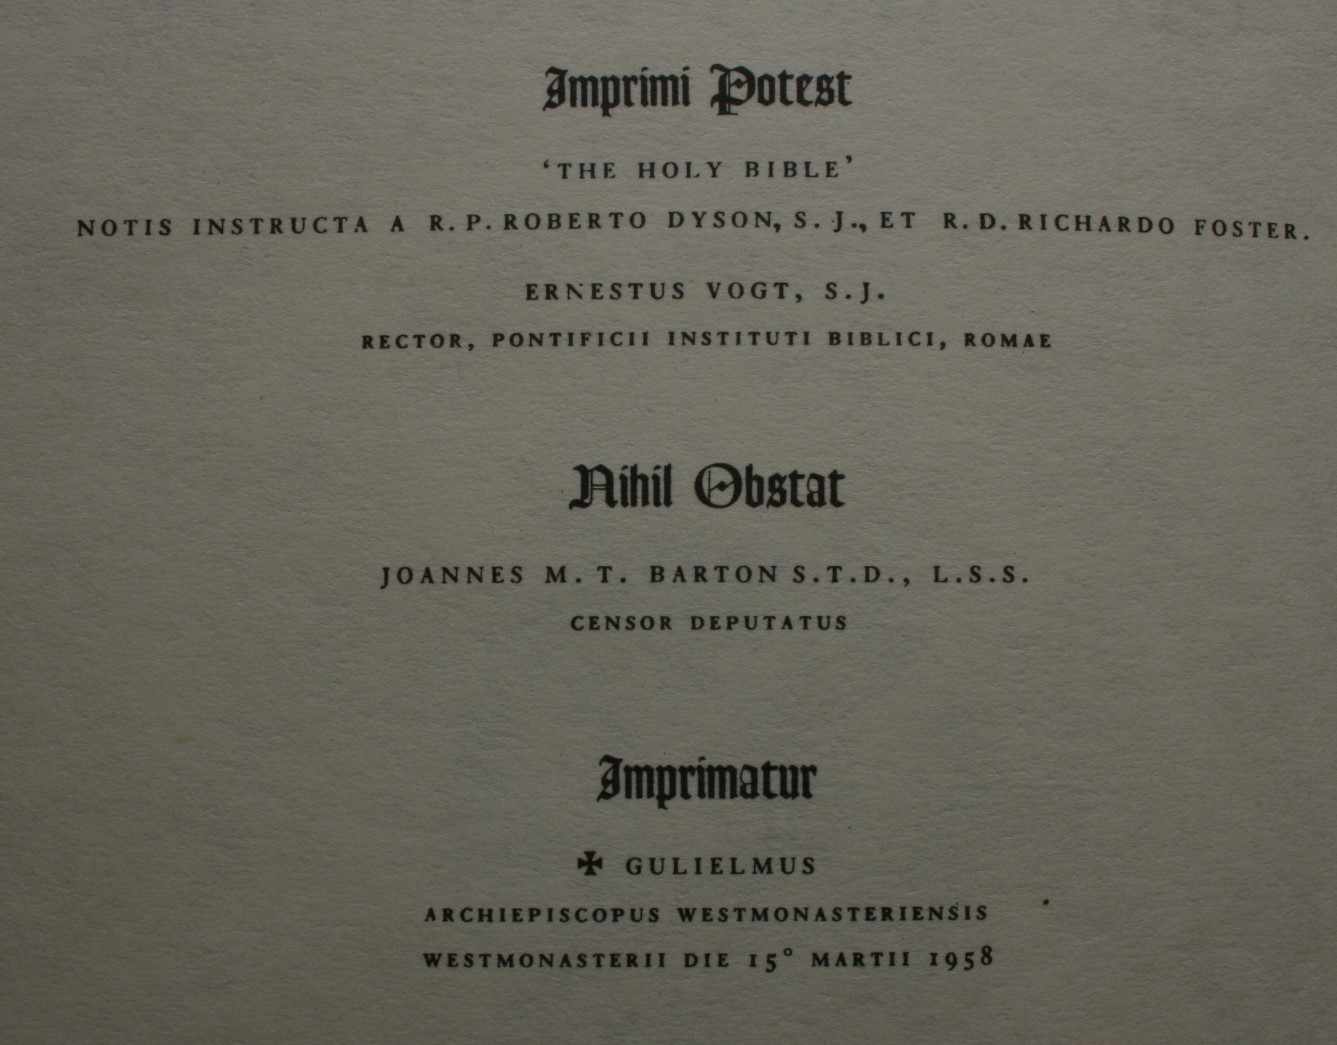 Imprimi Potest
‘THE HOLY BIBLE’
NOTIS INSTRUCTA A R. P. ROBERTO DYSON, S. J., ET R. D. RICHARDO FOSTER.
ERNESTUS VOGT, S.J.
RECTOR, PONTIFICII INSTITUTI BIBLICI, ROMAE
Nihil Obstat
JOANNES M. T. BARTON S.T.D., L.S.S.
CENSOR DEPUTATUS
Imprimatur
✠ GULIELMUS
ARCHIEPISCOPUS WESTMONASTERIENSIS
WESTMONASTERII DIE 15° MARTII 1958